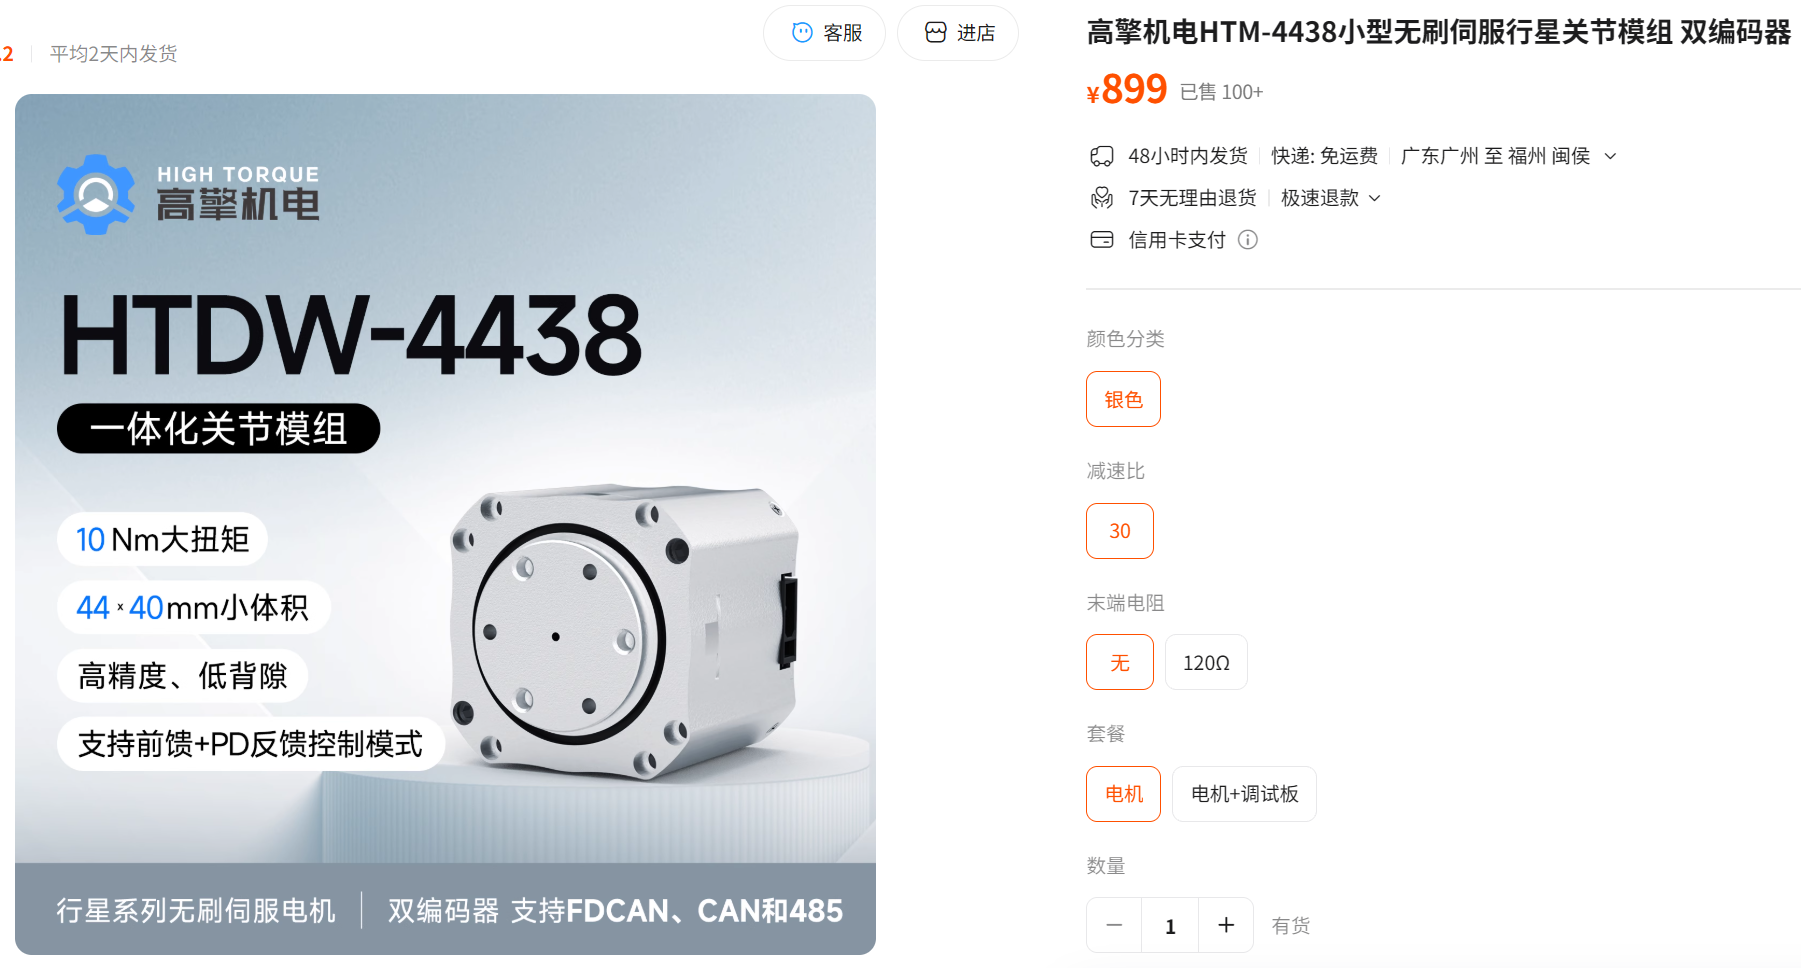 .2
平均2天内发货
客服
进店
HIGH TORQUE
高擎机电
HTDW-4438
一体化关节模组
10 Nm大扭矩
44 x 40mm小体积
高精度、低背隙
支持前馈+PD反馈控制模式
行星系列无刷伺服电机 | 双编码器 支持FDCAN、CAN和485
高擎机电HTM-4438小型无刷伺服行星关节模组 双编码器
¥899 已售 100+
48小时内发货 | 快递: 免运费 | 广东广州 至 福州 闽侯
7天无理由退货 | 极速退款
信用卡支付
颜色分类
银色
减速比
30
末端电阻
无 120Ω
套餐
电机 电机+调试板
数量
− 1 + 有货